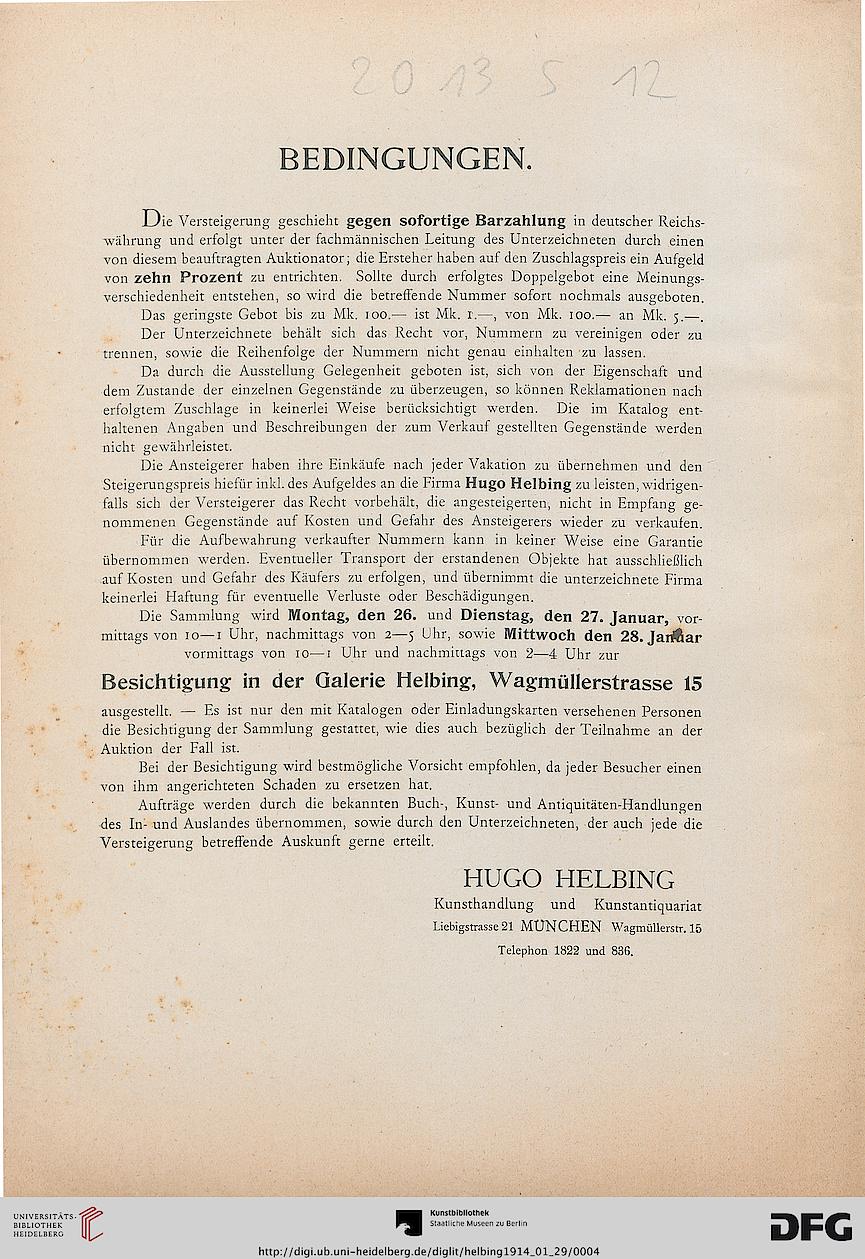 20 13 5 12
BEDINGUNGEN.
Die Versteigerung geschieht gegen sofortige Barzahlung in deutscher Reichs-
währung und erfolgt unter der fachmännischen Leitung des Unterzeichneten durch einen
von diesem beauftragten Auktionator; die Ersteher haben auf den Zuschlagspreis ein Aufgeld
von zehn Prozent zu entrichten. Sollte durch erfolgtes Doppelgebot eine Meinungs-
verschiedenheit entstehen, so wird die betreffende Nummer sofort nochmals ausgeboten.
Das geringste Gebot bis zu Mk. 100.— ist Mk. 1.—, von Mk. 100.— an Mk. 5.—.
Der Unterzeichnete behält sich das Recht vor, Nummern zu vereinigen oder zu
trennen, sowie die Reihenfolge der Nummern nicht genau einhalten zu lassen.
Da durch die Ausstellung Gelegenheit geboten ist, sich von der Eigenschaft und
dem Zustande der einzelnen Gegenstände zu überzeugen, so können Reklamationen nach
erfolgtem Zuschlage in keinerlei Weise berücksichtigt werden. Die im Katalog ent-
haltenen Angaben und Beschreibungen der zum Verkauf gestellten Gegenstände werden
nicht gewährleistet.
Die Ansteigerer haben ihre Einkäufe nach jeder Vakation zu übernehmen und den
Steigerungspreis hiefür inkl. des Aufgeldes an die Firma Hugo Helbing zu leisten, widrigen-
falls sich der Versteigerer das Recht vorbehält, die angesteigerten, nicht in Empfang ge-
nommenen Gegenstände auf Kosten und Gefahr des Ansteigerers wieder zu verkaufen.
Für die Aufbewahrung verkaufter Nummern kann in keiner Weise eine Garantie
übernommen werden. Eventueller Transport der erstandenen Objekte hat ausschließlich
auf Kosten und Gefahr des Käufers zu erfolgen, und übernimmt die unterzeichnete Firma
keinerlei Haftung für eventuelle Verluste oder Beschädigungen.
Die Sammlung wird Montag, den 26. und Dienstag, den 27. Januar, vor-
mittags von 10—1 Uhr, nachmittags von 2—5 Uhr, sowie Mittwoch den 28. Januar
vormittags von 10—1 Uhr und nachmittags von 2—4 Uhr zur
Besichtigung in der Galerie Helbing, Wagmüllerstrasse 15
ausgestellt. — Es ist nur den mit Katalogen oder Einladungskarten versehenen Personen
die Besichtigung der Sammlung gestattet, wie dies auch bezüglich der Teilnahme an der
Auktion der Fall ist.
Bei der Besichtigung wird bestmögliche Vorsicht empfohlen, da jeder Besucher einen
von ihm angerichteten Schaden zu ersetzen hat.
Aufträge werden durch die bekannten Buch-, Kunst- und Antiquitäten-Handlungen
des In- und Auslandes übernommen, sowie durch den Unterzeichneten, der auch jede die
Versteigerung betreffende Auskunft gerne erteilt.
HUGO HELBING
Kunsthandlung und Kunstantiquariat
Liebigstrasse 21 MÜNCHEN Wagmüllerstr. 15
Telephon 1822 und 836.
UNIVERSITÄTS-
BIBLIOTHEK
HEIDELBERG
Kunstbibliothek
Staatliche Museen zu Berlin
DFG
http://digi.ub.uni-heidelberg.de/diglit/helbing1914_01_29/0004